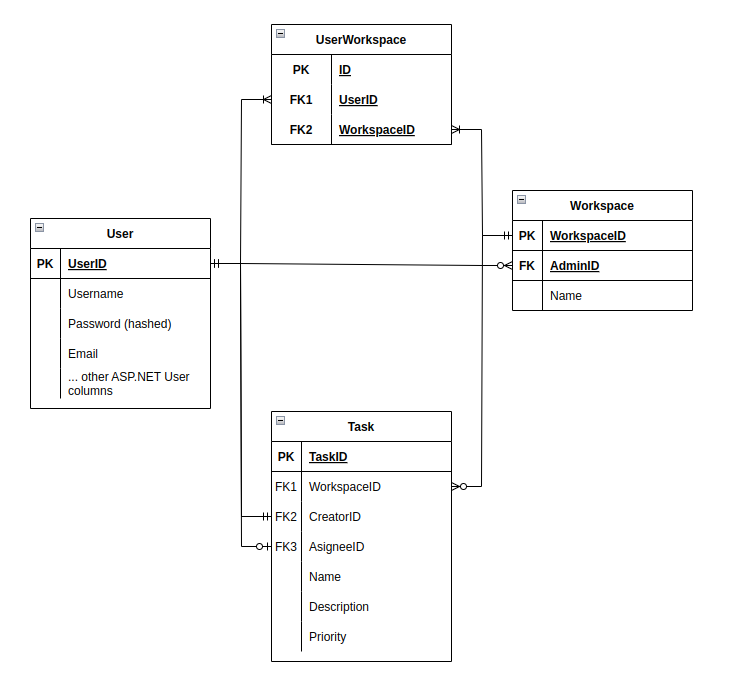 UserWorkspace
PK ID
FK1 UserID
FK2 WorkspaceID
Workspace
PK WorkspaceID
FK AdminID
Name
User
PK UserID
Username
Password (hashed)
Email
... other ASP.NET User
columns
Task
PK TaskID
FK1 WorkspaceID
FK2 CreatorID
FK3 AsigneeID
Name
Description
Priority